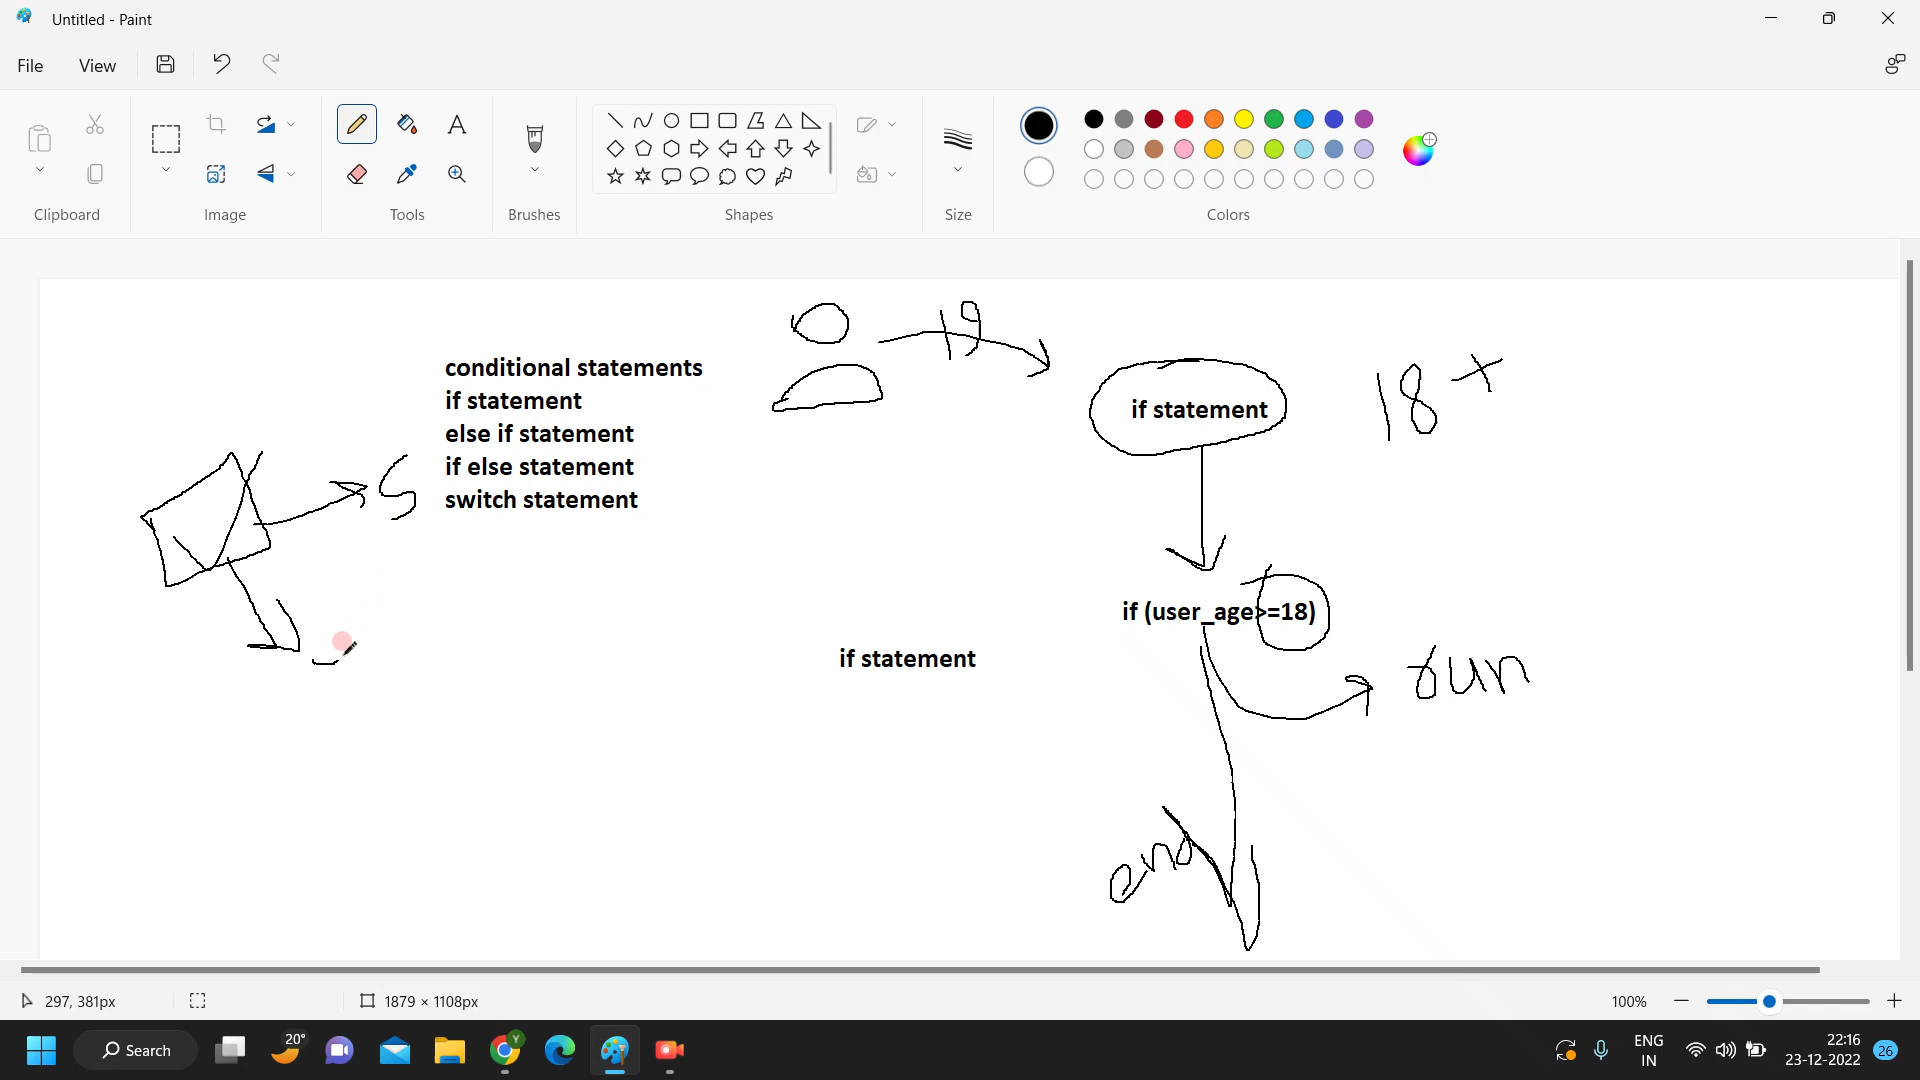 Untitled - Paint
File View
Clipboard
Image
Tools
Brushes
Shapes
Size
Colors
19
conditional statements
if statement
else if statement
if else statement
switch statement
if statement
18+
S
if (user_age>=18)
if statement
run
end
297, 381px
1879 × 1108px
100%
Search
20°
Y
ENG
IN
22:16
23-12-2022
26